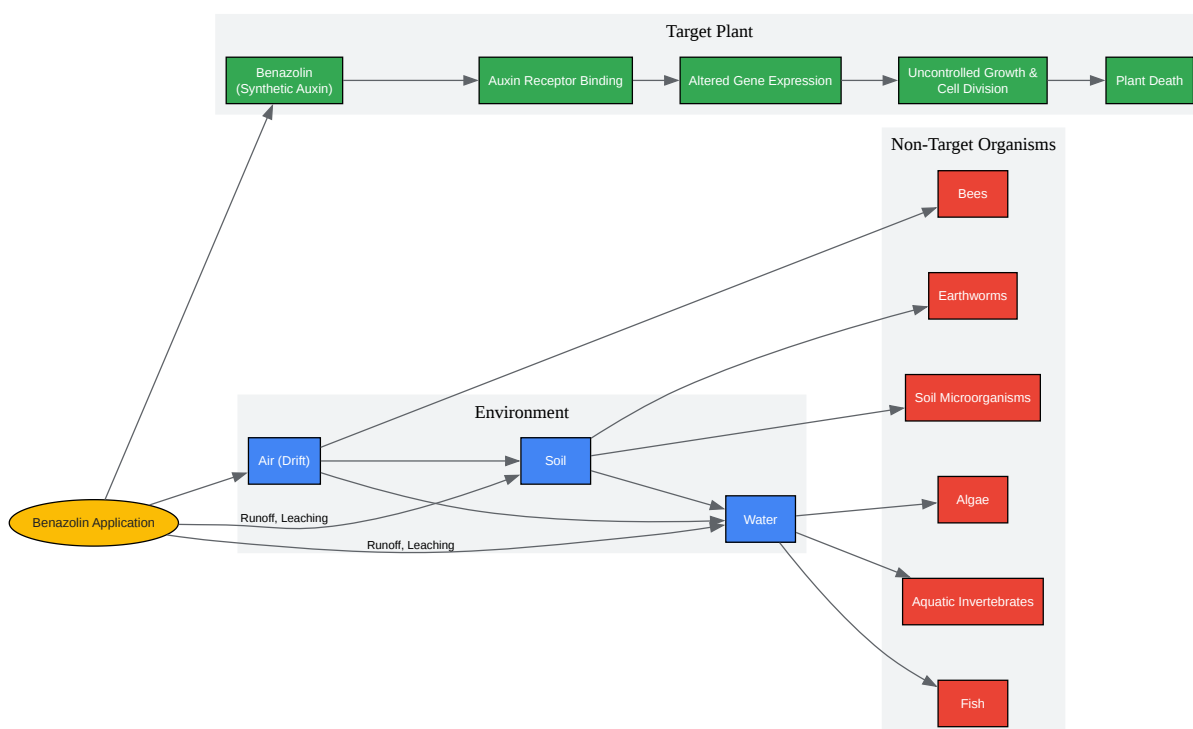 Target Plant
Benazolin
(Synthetic Auxin)
Auxin Receptor Binding
Altered Gene Expression
Uncontrolled Growth &
Cell Division
Plant Death
Non-Target Organisms
Bees
Earthworms
Soil Microorganisms
Environment
Air (Drift)
Soil
Algae
Water
Benazolin Application
Runoff, Leaching
Runoff, Leaching
Aquatic Invertebrates
Fish